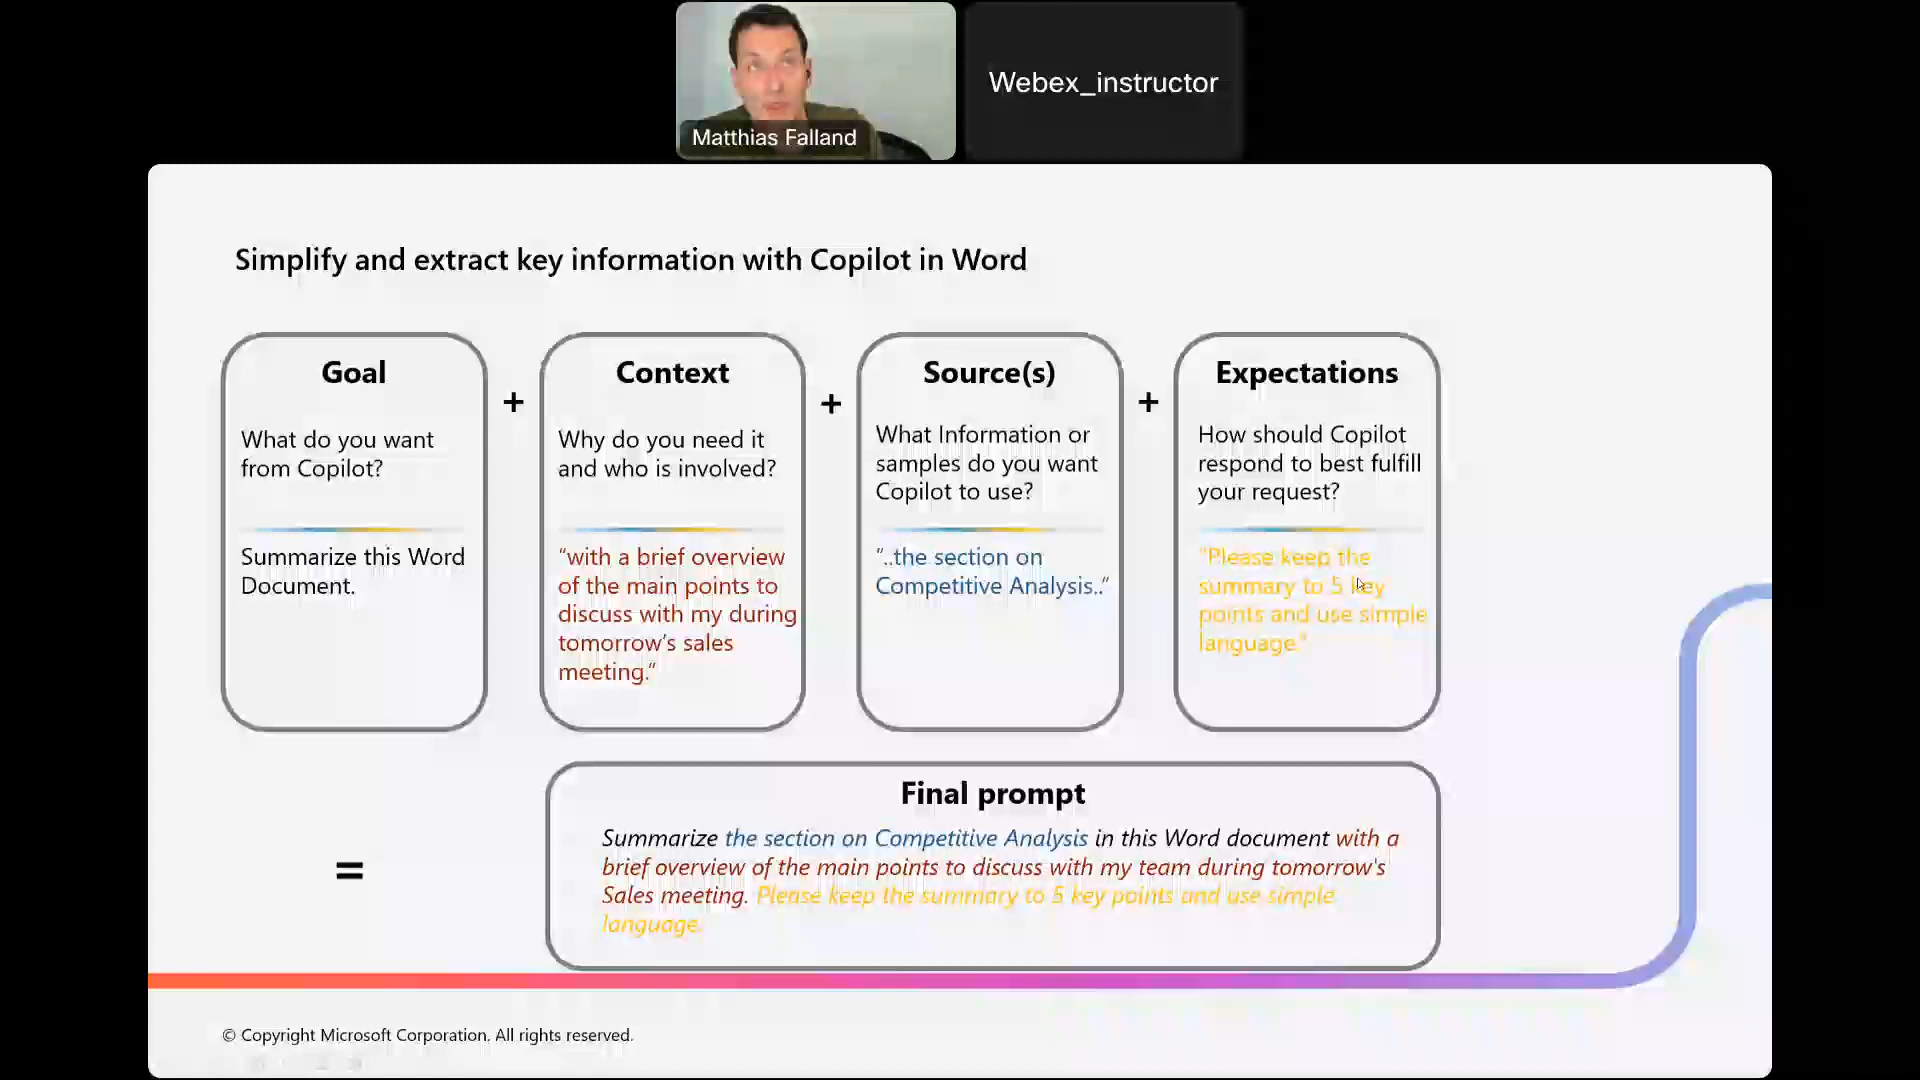 Matthias Falland
Webex_instructor
Simplify and extract key information with Copilot in Word
Goal
What do you want
from Copilot?
Summarize this Word
Document.
+
Context
Why do you need it
and who is involved?
“with a brief overview
of the main points to
discuss with my during
tomorrow’s sales
meeting.”
+
Source(s)
What Information or
samples do you want
Copilot to use?
“..the section on
Competitive Analysis..”
+
Expectations
How should Copilot
respond to best fulfill
your request?
“Please keep the
summary to 5 key
points and use simple
language.”
=
Final prompt
Summarize the section on Competitive Analysis in this Word document with a
brief overview of the main points to discuss with my team during tomorrow's
Sales meeting. Please keep the summary to 5 key points and use simple
language.
© Copyright Microsoft Corporation. All rights reserved.